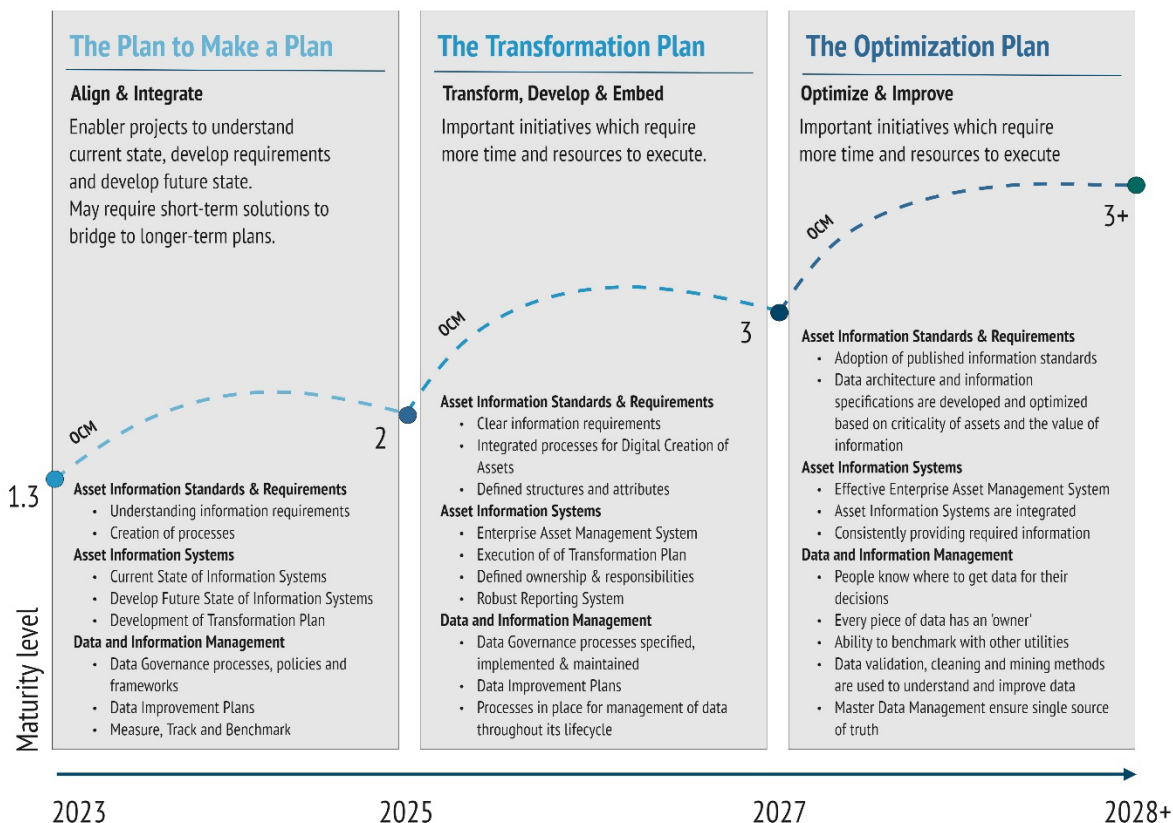 The Plan to Make a Plan
Align & Integrate
Enabler projects to understand
current state, develop requirements
and develop future state.
May require short-term solutions to
bridge to longer-term plans.
OCM
2
1.3
Asset Information Standards & Requirements
• Understanding information requirements
• Creation of processes
Asset Information Systems
• Current State of Information Systems
• Develop Future State of Information Systems
• Development of Transformation Plan
Data and Information Management
• Data Governance processes, policies and
frameworks
• Data Improvement Plans
• Measure, Track and Benchmark
The Transformation Plan
Transform, Develop & Embed
Important initiatives which require
more time and resources to execute.
OCM
3
Asset Information Standards & Requirements
• Clear information requirements
• Integrated processes for Digital Creation of
Assets
• Defined structures and attributes
Asset Information Systems
• Enterprise Asset Management System
• Execution of of Transformation Plan
• Defined ownership & responsibilities
• Robust Reporting System
Data and Information Management
• Data Governance processes specified,
implemented & maintained
• Data Improvement Plans
• Processes in place for management of data
throughout its lifecycle
The Optimization Plan
Optimize & Improve
Important initiatives which require
more time and resources to execute
OCM
3+
Asset Information Standards & Requirements
• Adoption of published information standards
• Data architecture and information
specifications are developed and optimized
based on criticality of assets and the value of
information
Asset Information Systems
• Effective Enterprise Asset Management System
• Asset Information Systems are integrated
• Consistently providing required information
Data and Information Management
• People know where to get data for their
decisions
• Every piece of data has an 'owner'
• Ability to benchmark with other utilities
• Data validation, cleaning and mining methods
are used to understand and improve data
• Master Data Management ensure single source
of truth
Maturity level
2023
2025
2027
2028+